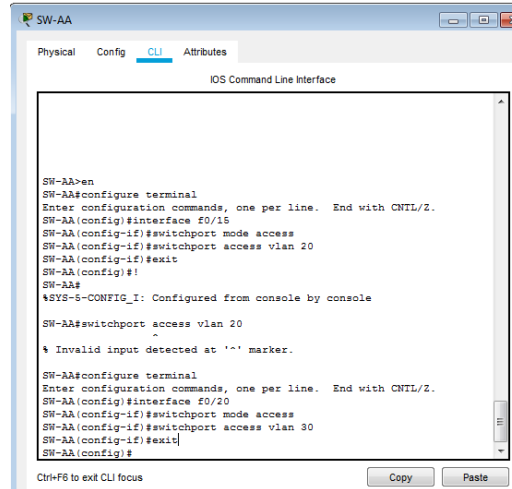 SW-AA
Physical Config CLI Attributes
IOS Command Line Interface
SW-AA>en
SW-AA#configure terminal
Enter configuration commands, one per line. End with CNTL/Z.
SW-AA(config)#interface f0/15
SW-AA(config-if)#switchport mode access
SW-AA(config-if)#switchport access vlan 20
SW-AA(config-if)#exit
SW-AA(config)#!
SW-AA#
%SYS-5-CONFIG_I: Configured from console by console
SW-AA#switchport access vlan 20
^
% Invalid input detected at '^' marker.
SW-AA#configure terminal
Enter configuration commands, one per line. End with CNTL/Z.
SW-AA(config)#interface f0/20
SW-AA(config-if)#switchport mode access
SW-AA(config-if)#switchport access vlan 30
SW-AA(config-if)#exit
SW-AA(config)#
Ctrl+F6 to exit CLI focus
Copy Paste